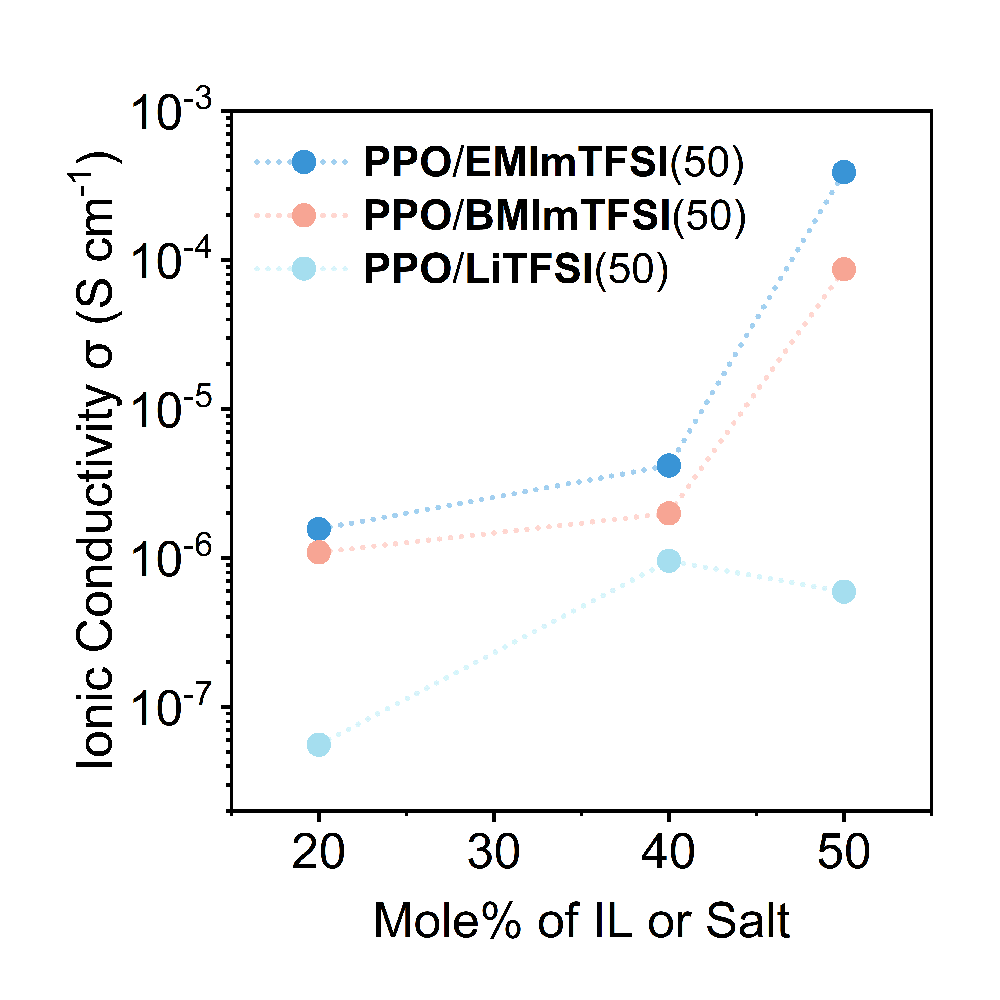 10⁻³
10⁻⁴
10⁻⁵
10⁻⁶
10⁻⁷
Ionic Conductivity σ (S cm⁻¹)
PPO/EMImTFSI(50)
PPO/BMImTFSI(50)
PPO/LiTFSI(50)
20 30 40 50
Mole% of IL or Salt